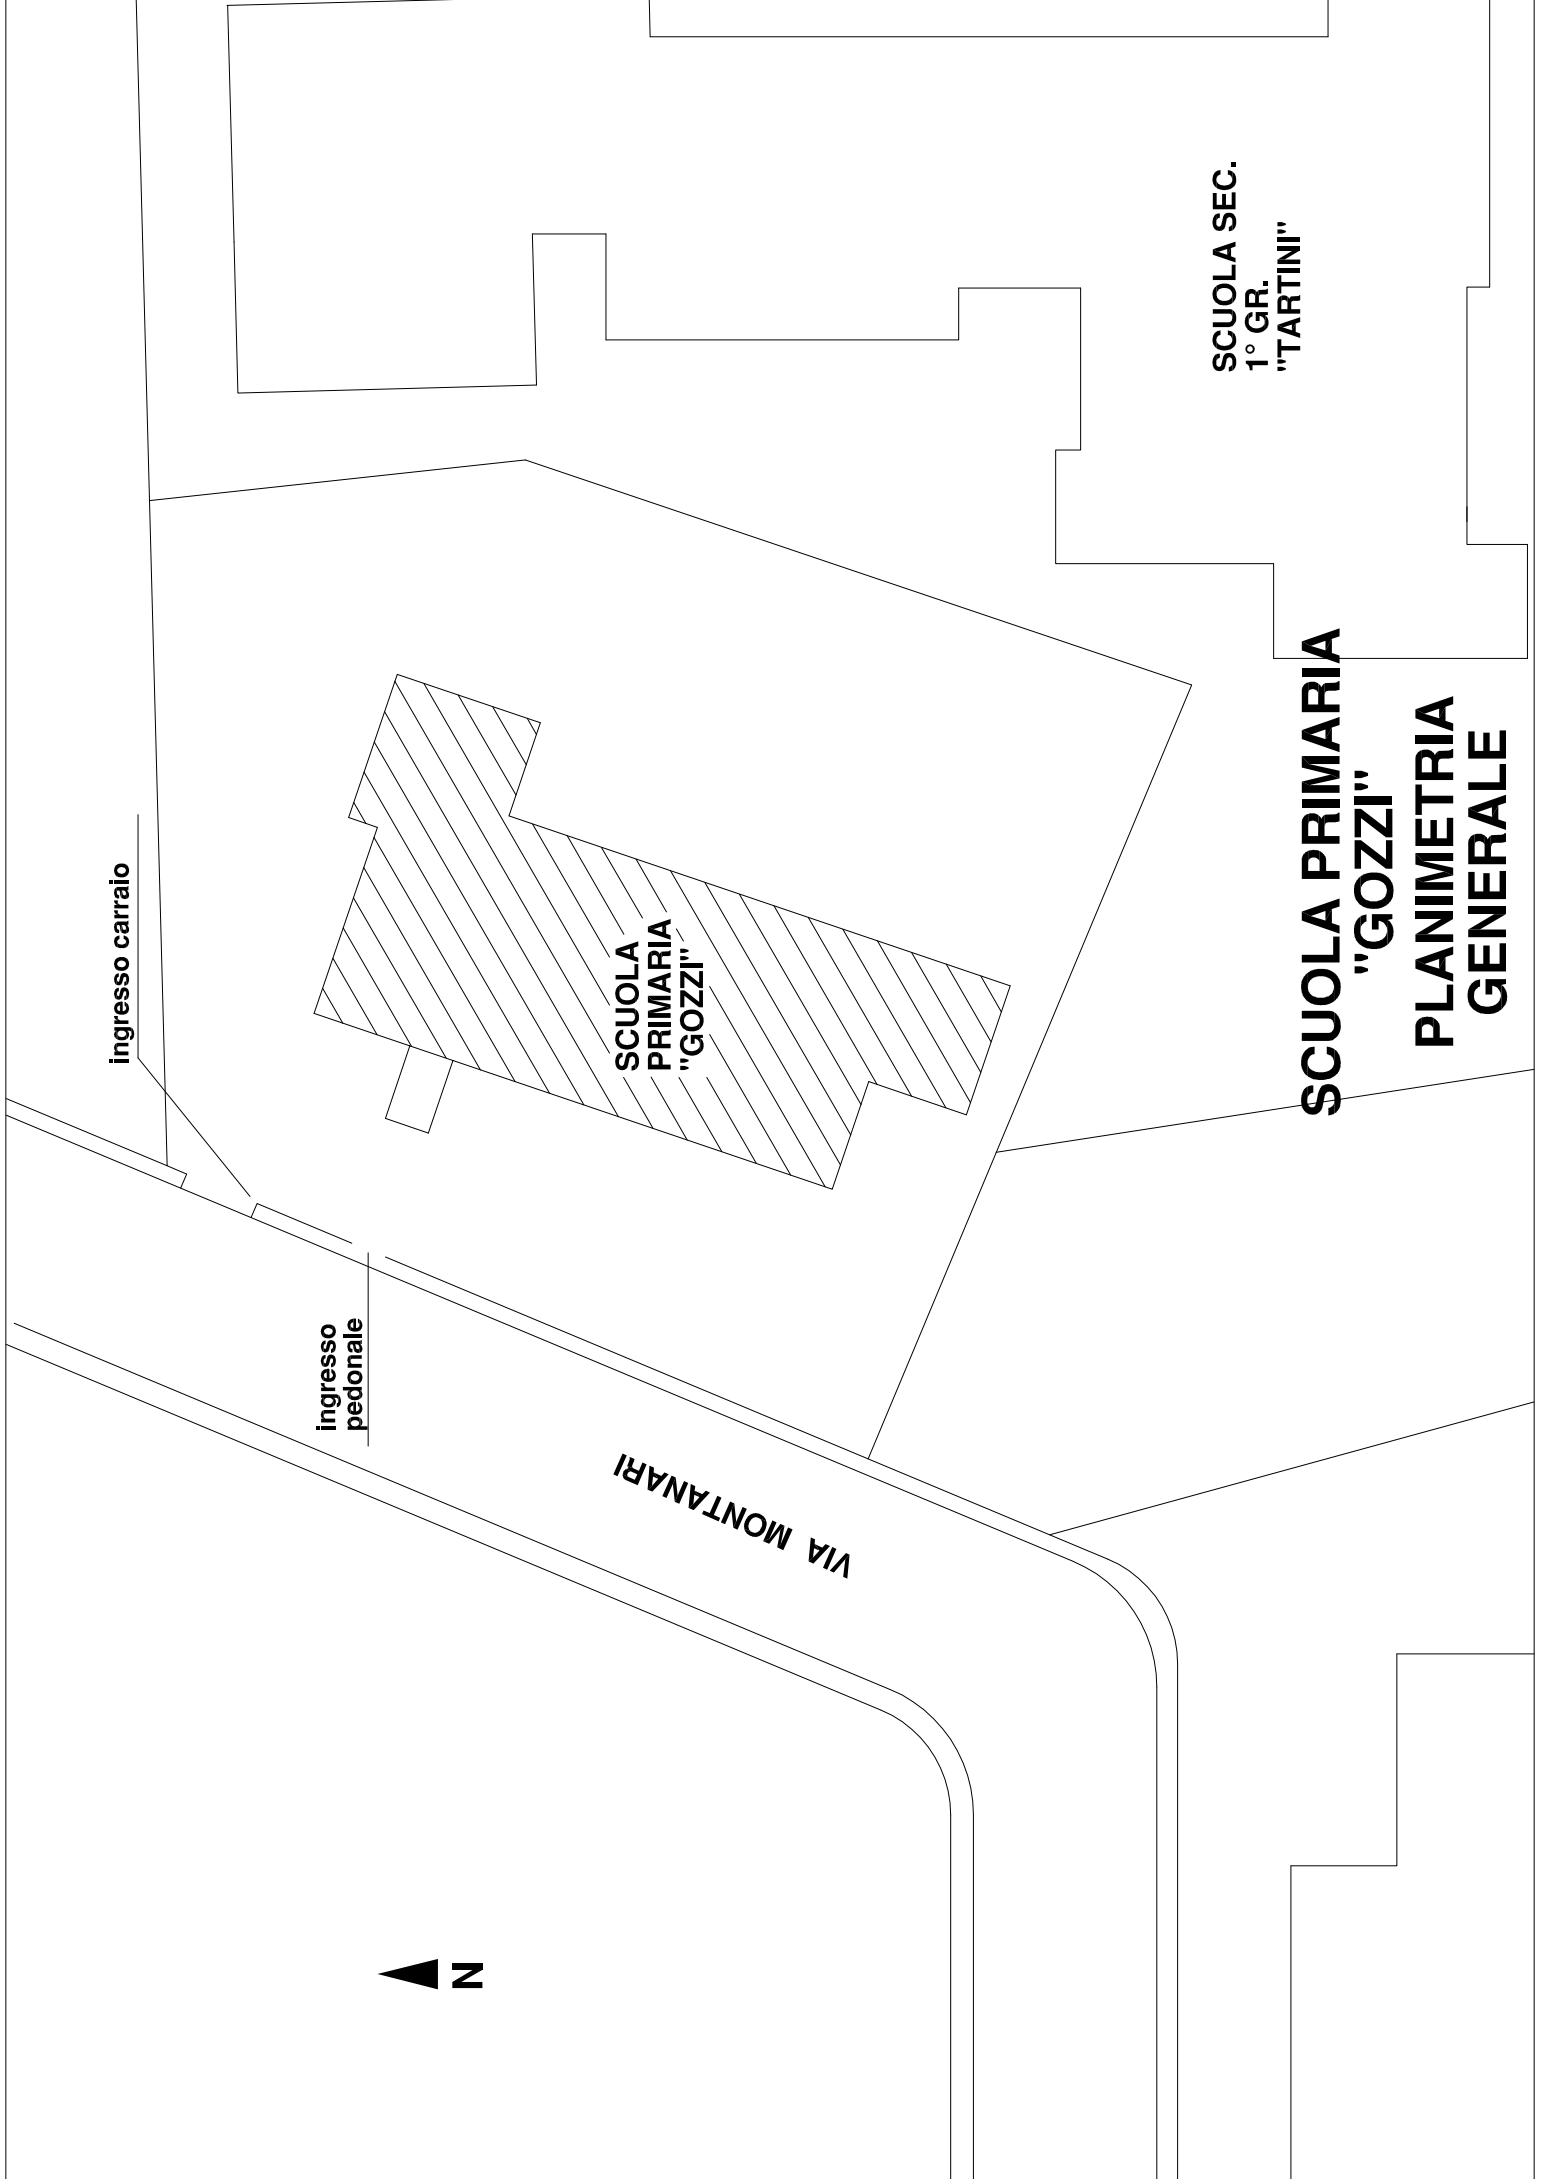 ingresso carraio
ingresso
pedonale
SCUOLA
PRIMARIA
"GOZZI"
VIA MONTANARI
SCUOLA SEC.
1° GR.
"TARTINI"
SCUOLA PRIMARIA
"GOZZI"
PLANIMETRIA
GENERALE
N